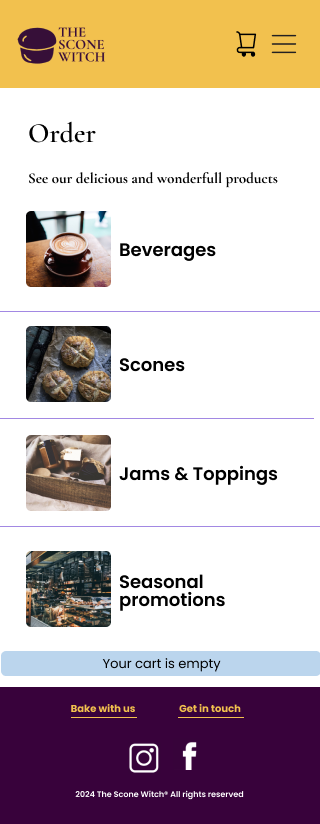 THE
SCONE
WITCH
Order
See our delicious and wonderfull products
Beverages
Scones
Jams & Toppings
Seasonal
promotions
Your cart is empty
Bake with us
Get in touch
2024 The Scone Witch® All rights reserved